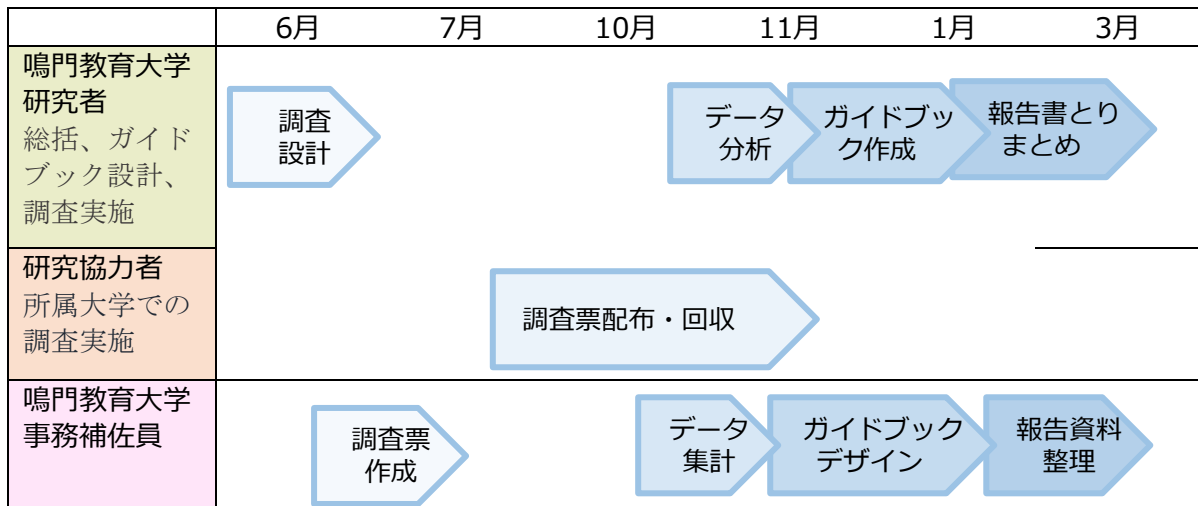 6月 7月 10月 11月 1月 3月
鳴門教育大学
研究者
総括、ガイド
ブック設計、
調査実施
調査
設計
データ
分析
ガイドブッ
ク作成
報告書とり
まとめ
研究協力者
所属大学での
調査実施
調査票配布・回収
鳴門教育大学
事務補佐員
調査票
作成
データ
集計
ガイドブック
デザイン
報告資料
整理